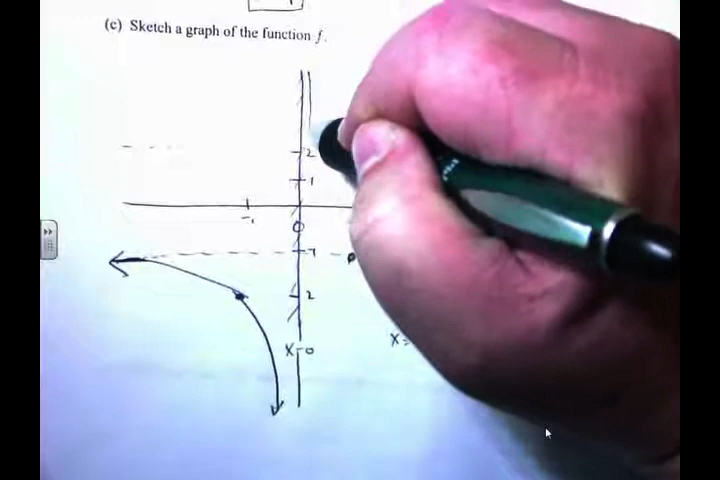 (c) Sketch a graph of the function f.
2
1
-1
0
-1
2
x=0
x=